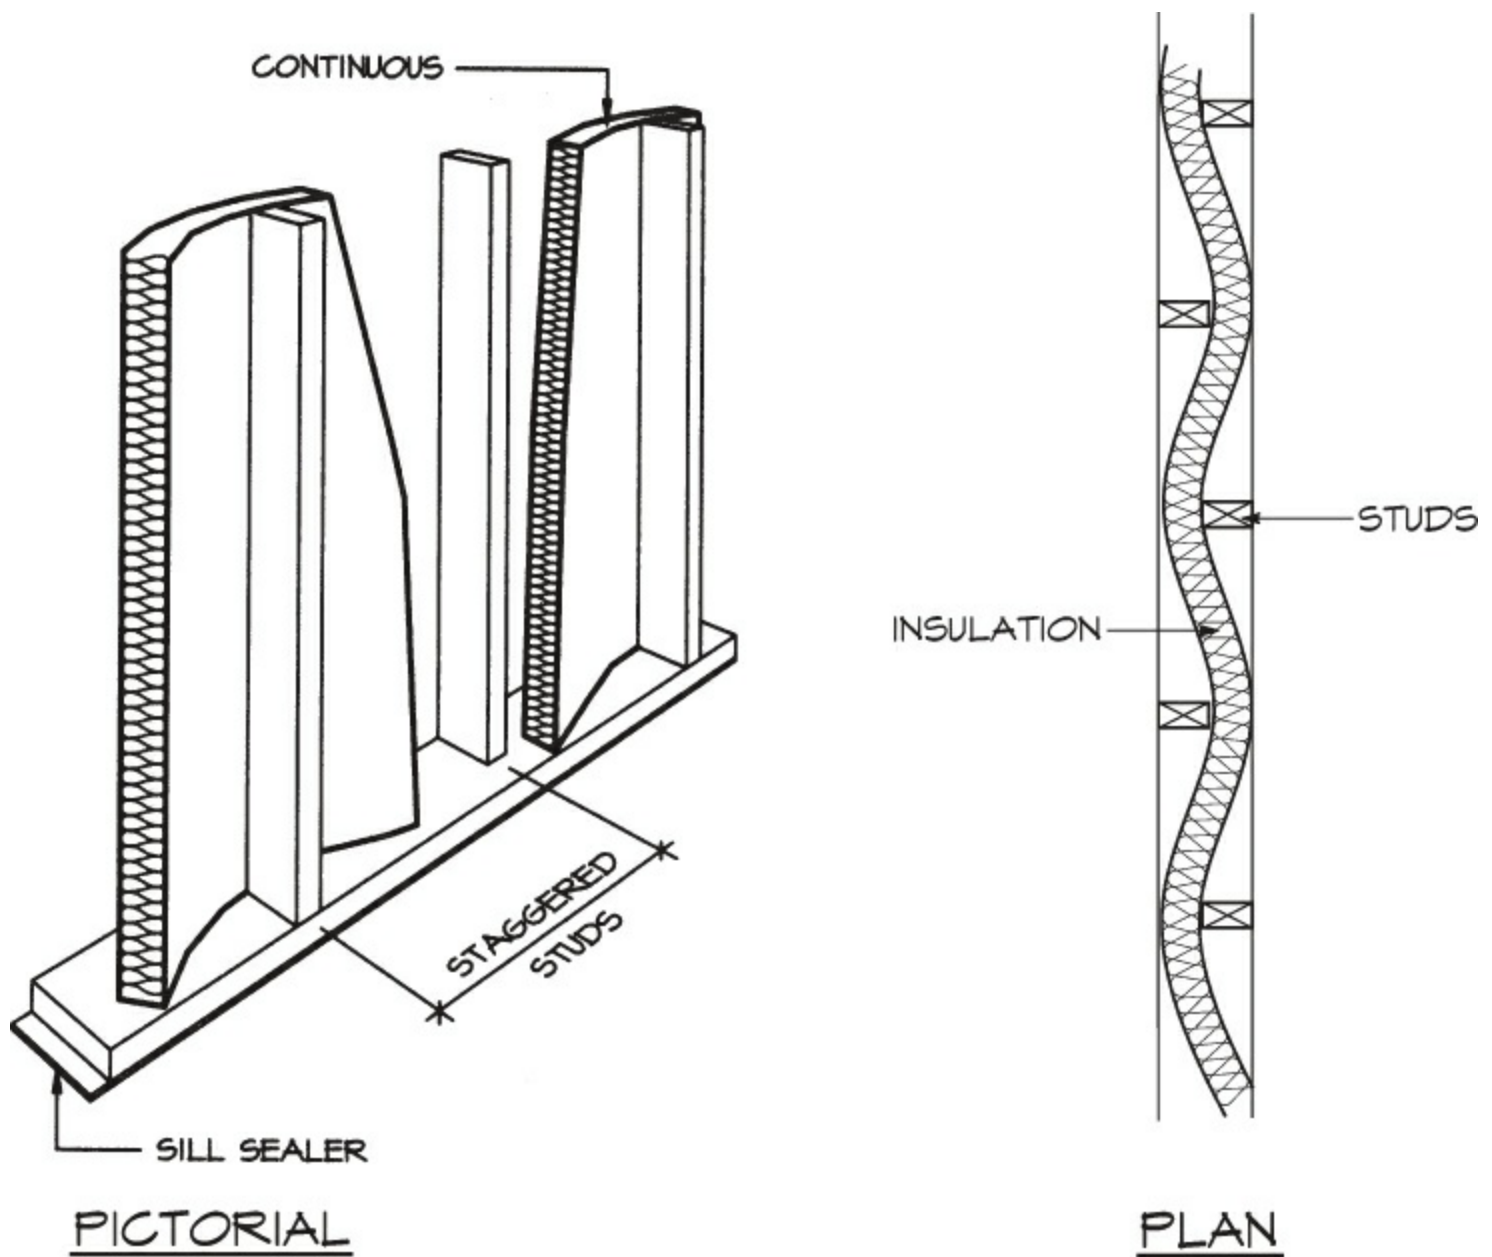 CONTINUOUS
STAGGERED
STUDS
SILL SEALER
PICTORIAL
STUDS
INSULATION
PLAN